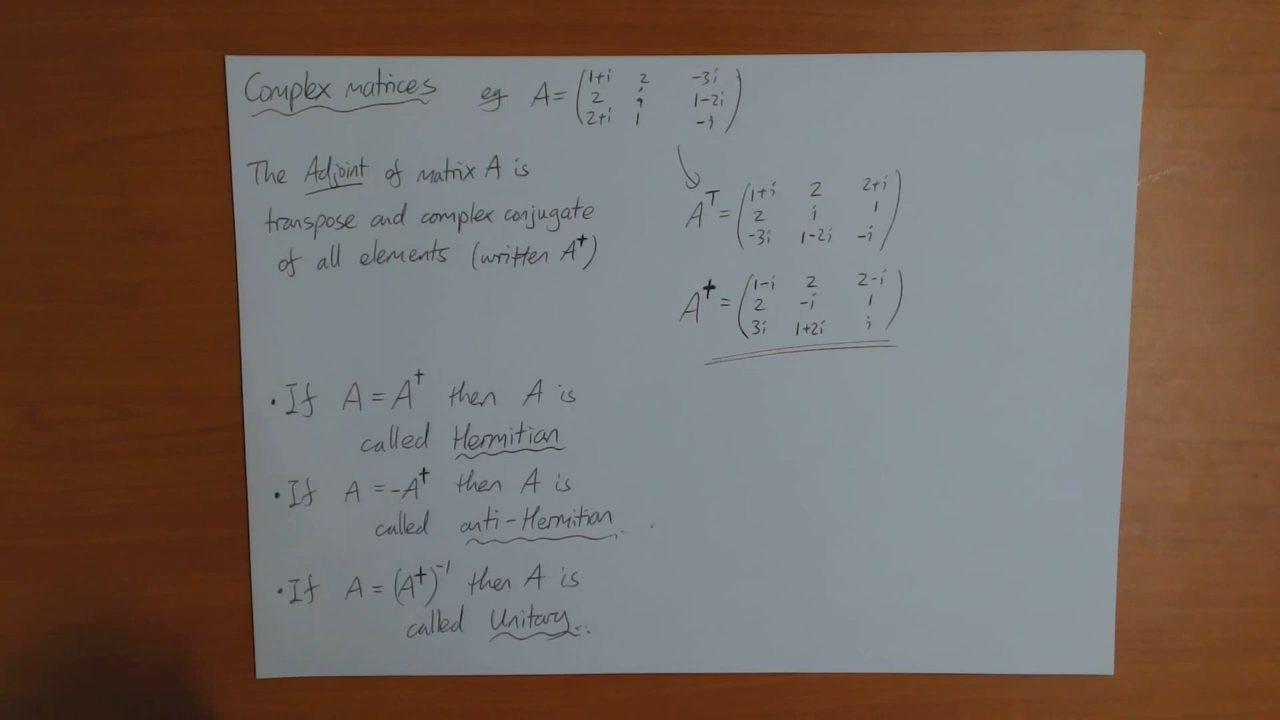 Complex matrices eg A = (1+i 2 -3i
2 i 1-2i
2+i 1 -i)
The Adjoint of matrix A is
transpose and complex conjugate
of all elements (written A†)
Aᵀ = (1+i 2 2+i
2 i 1
-3i 1-2i -i)
A† = (1-i 2 2-i
2 -i 1
3i 1+2i i)
• If A = A† then A is
called Hermitian
• If A = -A† then A is
called anti-Hermitian
• If A = (A†)⁻¹ then A is
called Unitary.